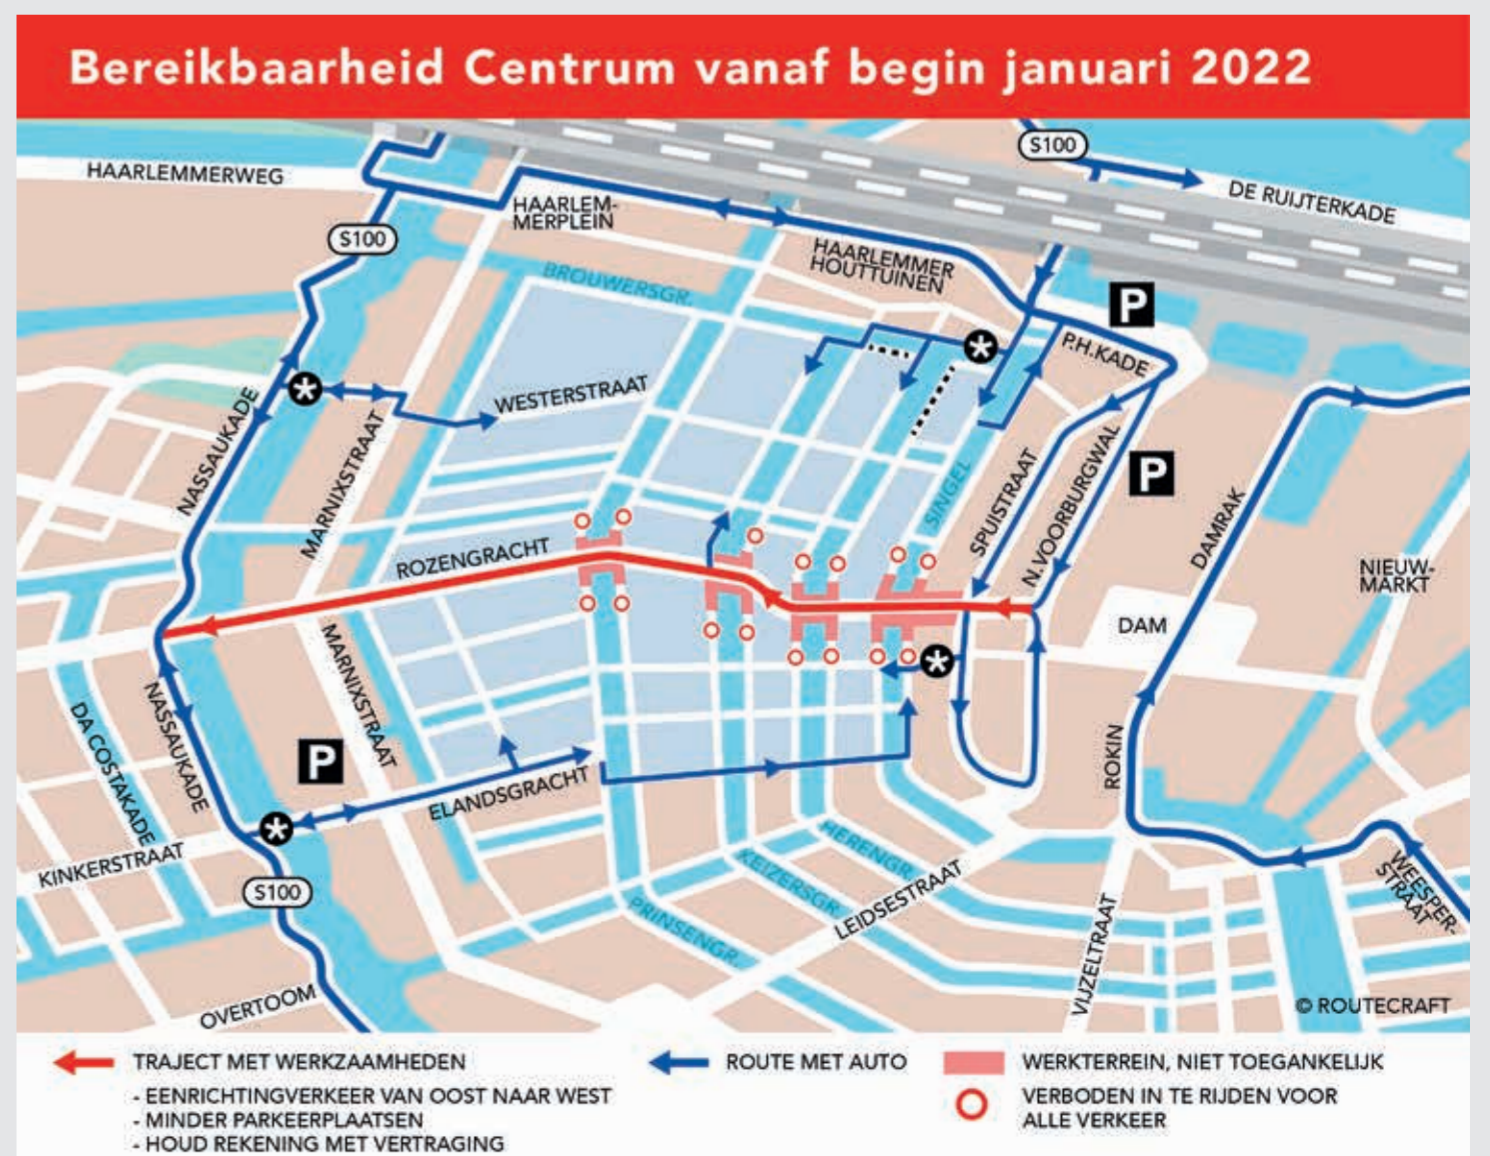 Bereikbaarheid Centrum vanaf begin januari 2022
S100
HAARLEMMERWEG
DE RUIJTERKADE
HAARLEM-
MERPLEIN
S100
HAARLEMMER
HOUTTUINEN
BROUWERSGR.
P
P.H.KADE
*
*
WESTERSTRAAT
NASSAUKADE
MARNIXSTRAAT
SINGEL
SPUISTRAAT
N.VOORBURGWAL
P
DAMRAK
ROZENGRACHT
NIEUW-
MARKT
DAM
MARNIXSTRAAT
*
NASSAUKADE
DA COSTAKADE
P
ROKIN
ELANDSGRACHT
*
KINKERSTRAAT
S100
HERENGR.
KEIZERSGR.
PRINSENGR.
LEIDSESTRAAT
WEESPER-
STRAAT
VIJZELTRAAT
OVERTOOM
© ROUTECRAFT
TRAJECT MET WERKZAAMHEDEN
- EENRICHTINGVERKEER VAN OOST NAAR WEST
- MINDER PARKEERPLAATSEN
- HOUD REKENING MET VERTRAGING
ROUTE MET AUTO
WERKTERREIN, NIET TOEGANKELIJK
VERBODEN IN TE RIJDEN VOOR
ALLE VERKEER